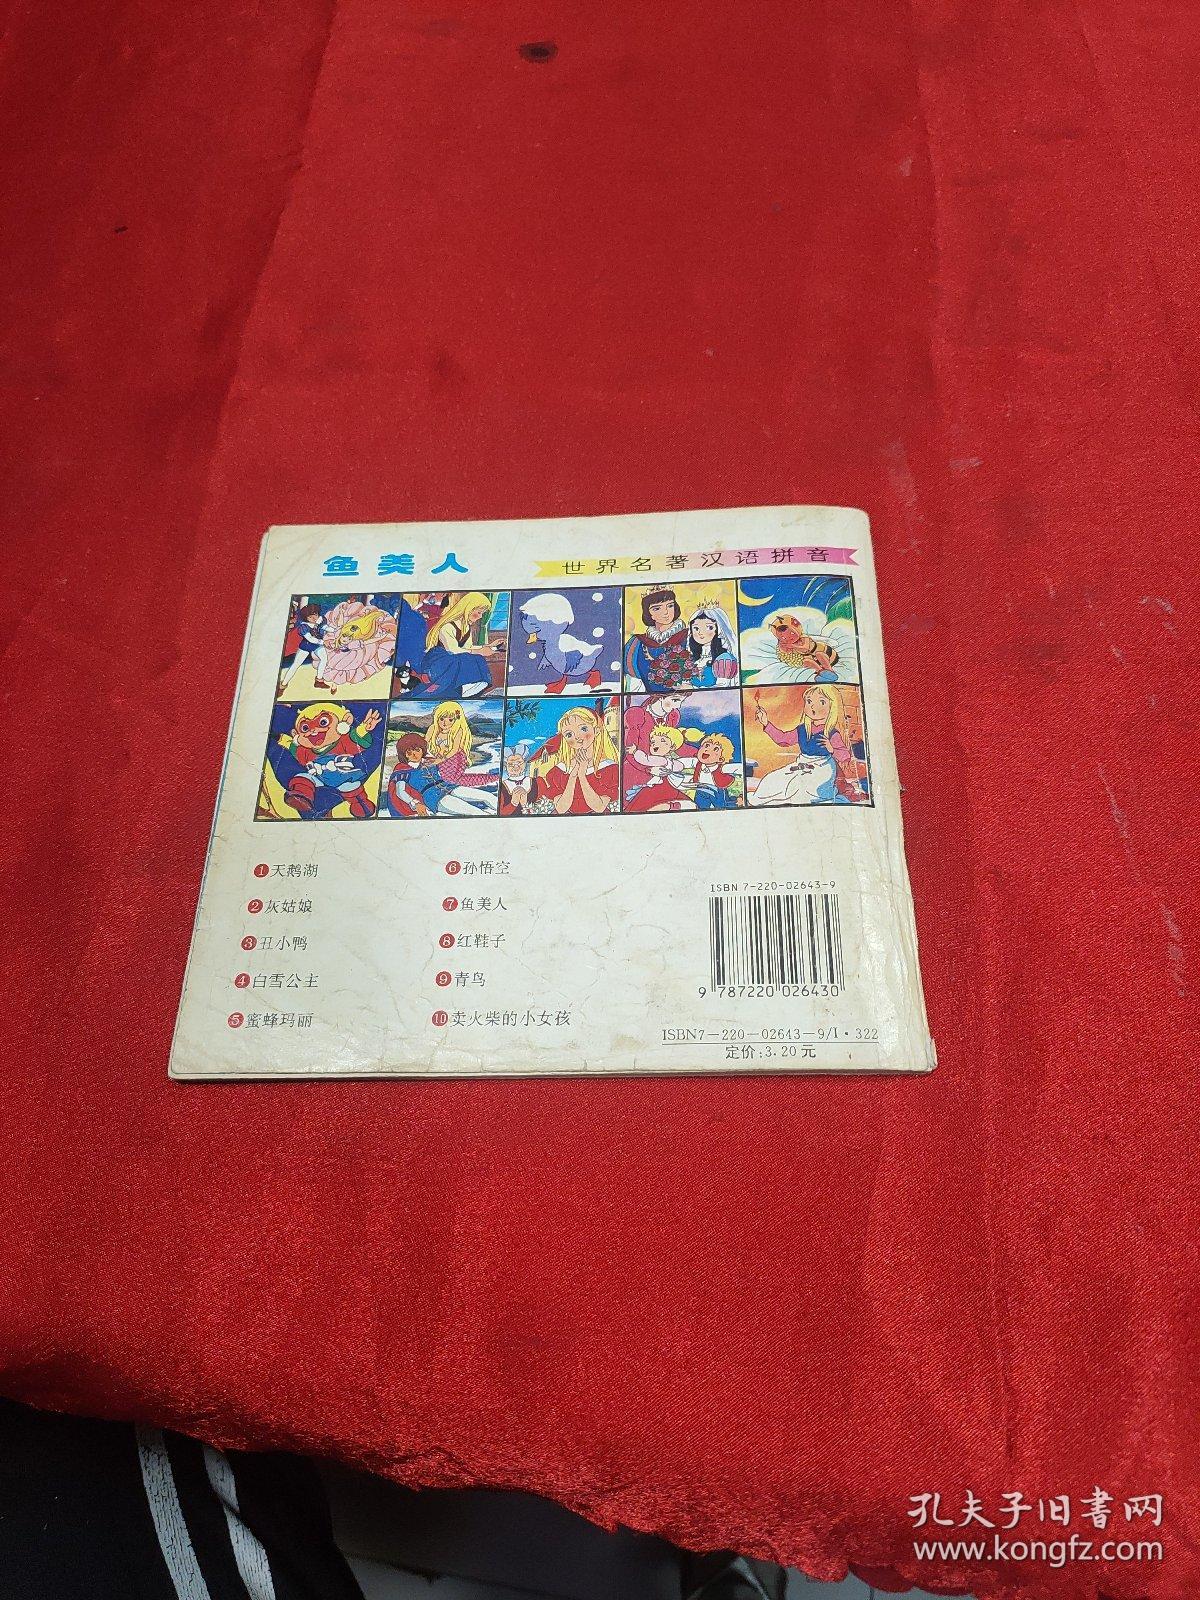 鱼美人
世界名著汉语拼音
1 天鹅湖
2 灰姑娘
3 丑小鸭
4 白雪公主
5 蜜蜂玛丽
6 孙悟空
7 鱼美人
8 红鞋子
9 青鸟
10 卖火柴的小女孩
ISBN 7-220-02643-9
9 787220 026430
ISBN7—220—02643—9/I·322
定价:3.20元
孔夫子旧书网
www.kongfz.com